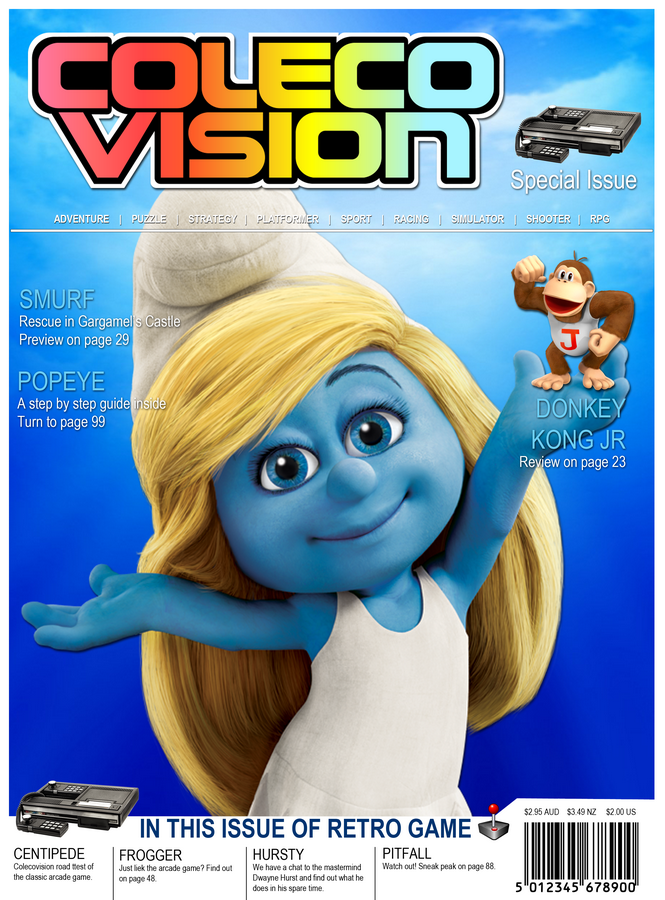 COLECO
VISION
Special Issue
ADVENTURE | PUZZLE | STRATEGY | PLATFORMER | SPORT | RACING | SIMULATOR | SHOOTER | RPG
SMURF
Rescue in Gargamel's Castle
Preview on page 29
POPEYE
A step by step guide inside
Turn to page 99
J
DONKEY
KONG JR
Review on page 23
IN THIS ISSUE OF RETRO GAME
$2.95 AUD $3.49 NZ $2.00 US
CENTIPEDE
Colecovision road ttest of
the classic arcade game.
FROGGER
Just liek the arcade game? Find out
on page 48.
HURSTY
We have a chat to the mastermind
Dwayne Hurst and find out what he
does in his spare time.
PITFALL
Watch out! Sneak peak on page 88.
5 012345 678900